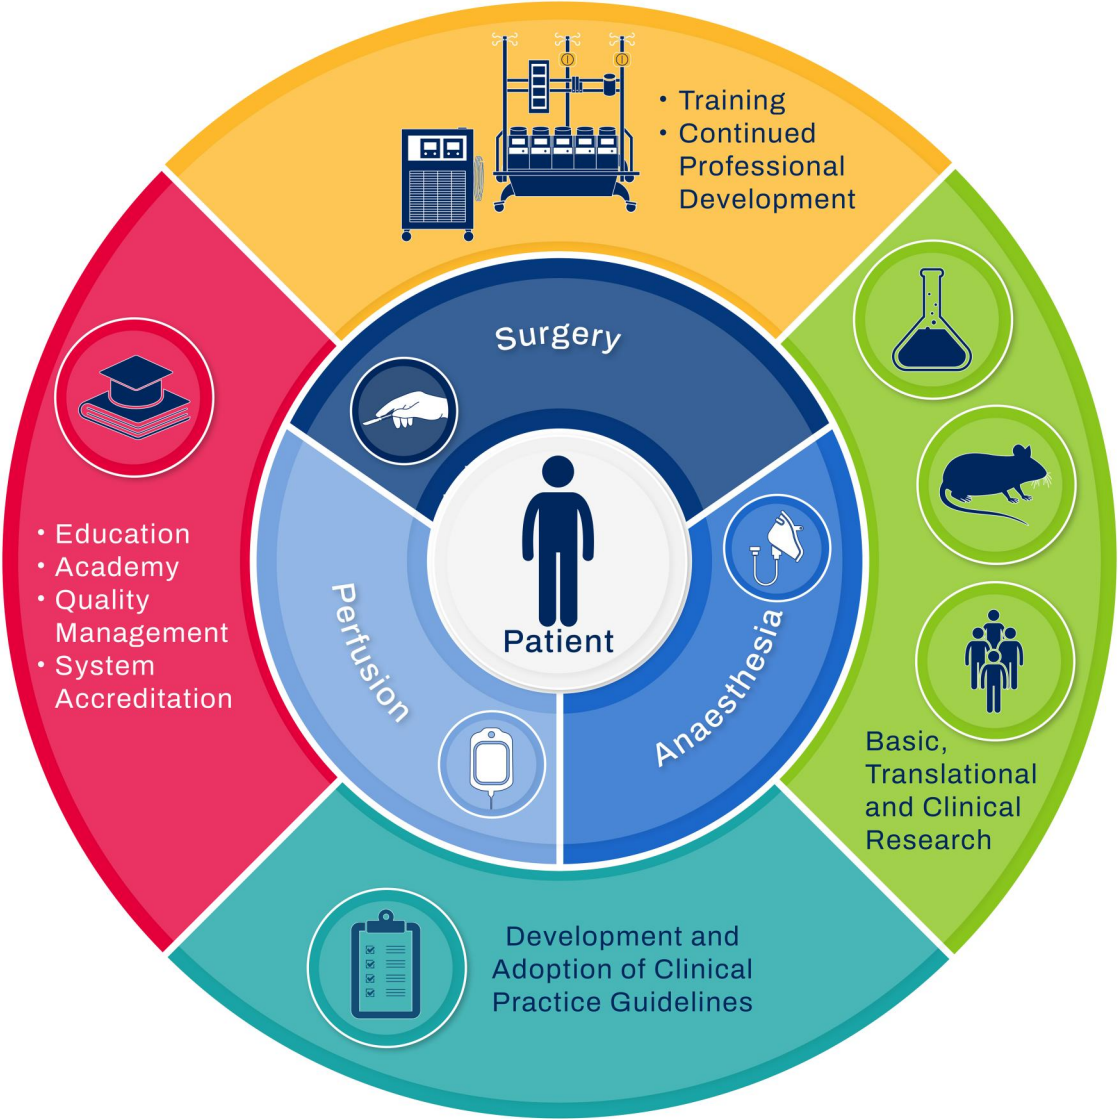 • Training
• Continued
Professional
Development
Surgery
Patient
Perfusion
Anaesthesia
• Education
• Academy
• Quality
Management
• System
Accreditation
Basic,
Translational
and Clinical
Research
Development and
Adoption of Clinical
Practice Guidelines